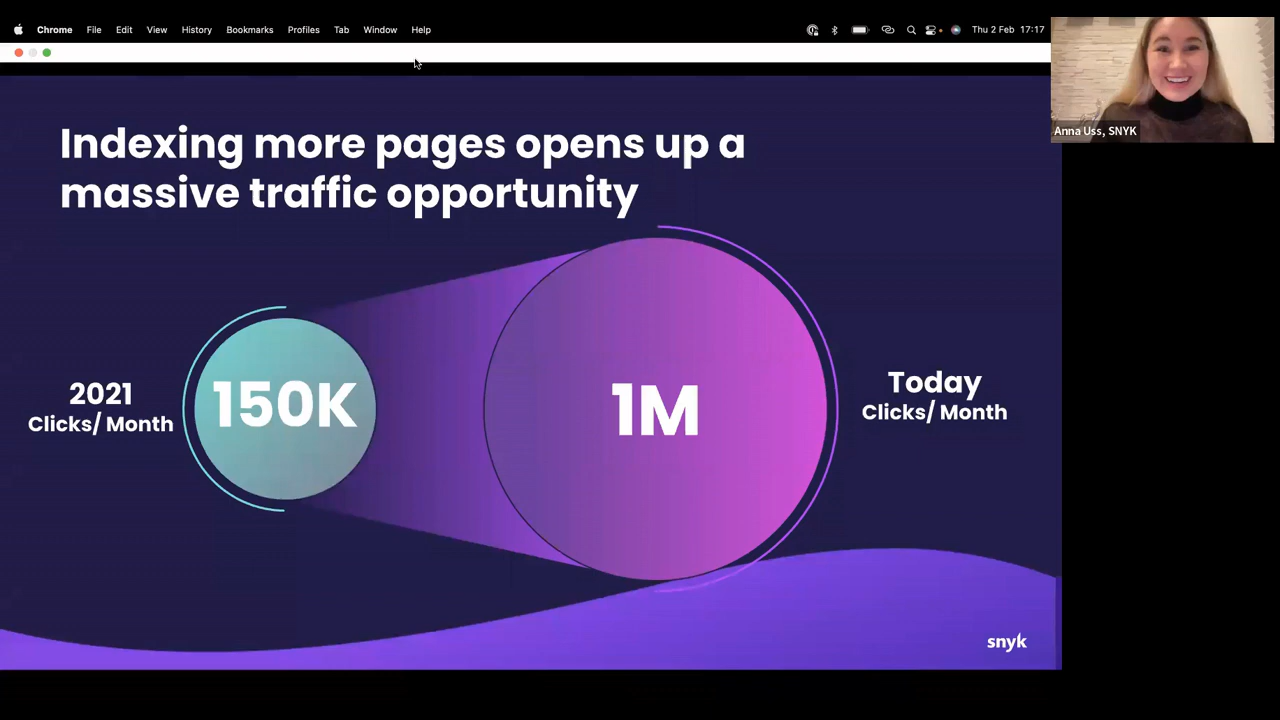 Chrome File Edit View History Bookmarks Profiles Tab Window Help Thu 2 Feb 17:17
Anna Uss, SNYK
Indexing more pages opens up a
massive traffic opportunity
2021
Clicks/ Month
150K
1M
Today
Clicks/ Month
snyk